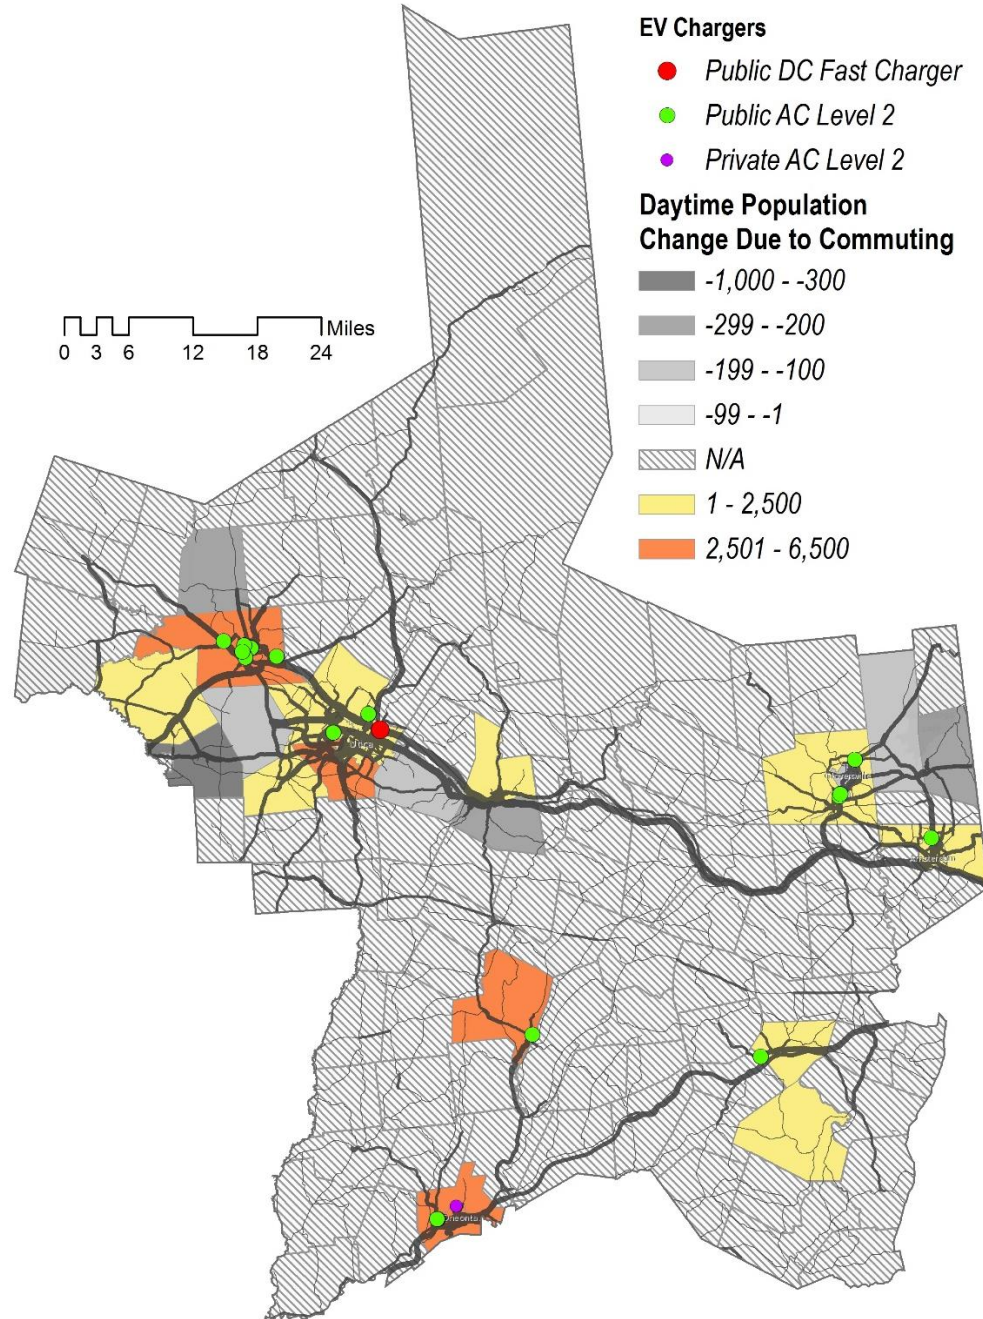 EV Chargers
Public DC Fast Charger
Public AC Level 2
Private AC Level 2
Daytime Population
Change Due to Commuting
-1,000 - -300
-299 - -200
-199 - -100
-99 - -1
N/A
1 - 2,500
2,501 - 6,500
Miles
0 3 6 12 18 24
Utica
Oneonta